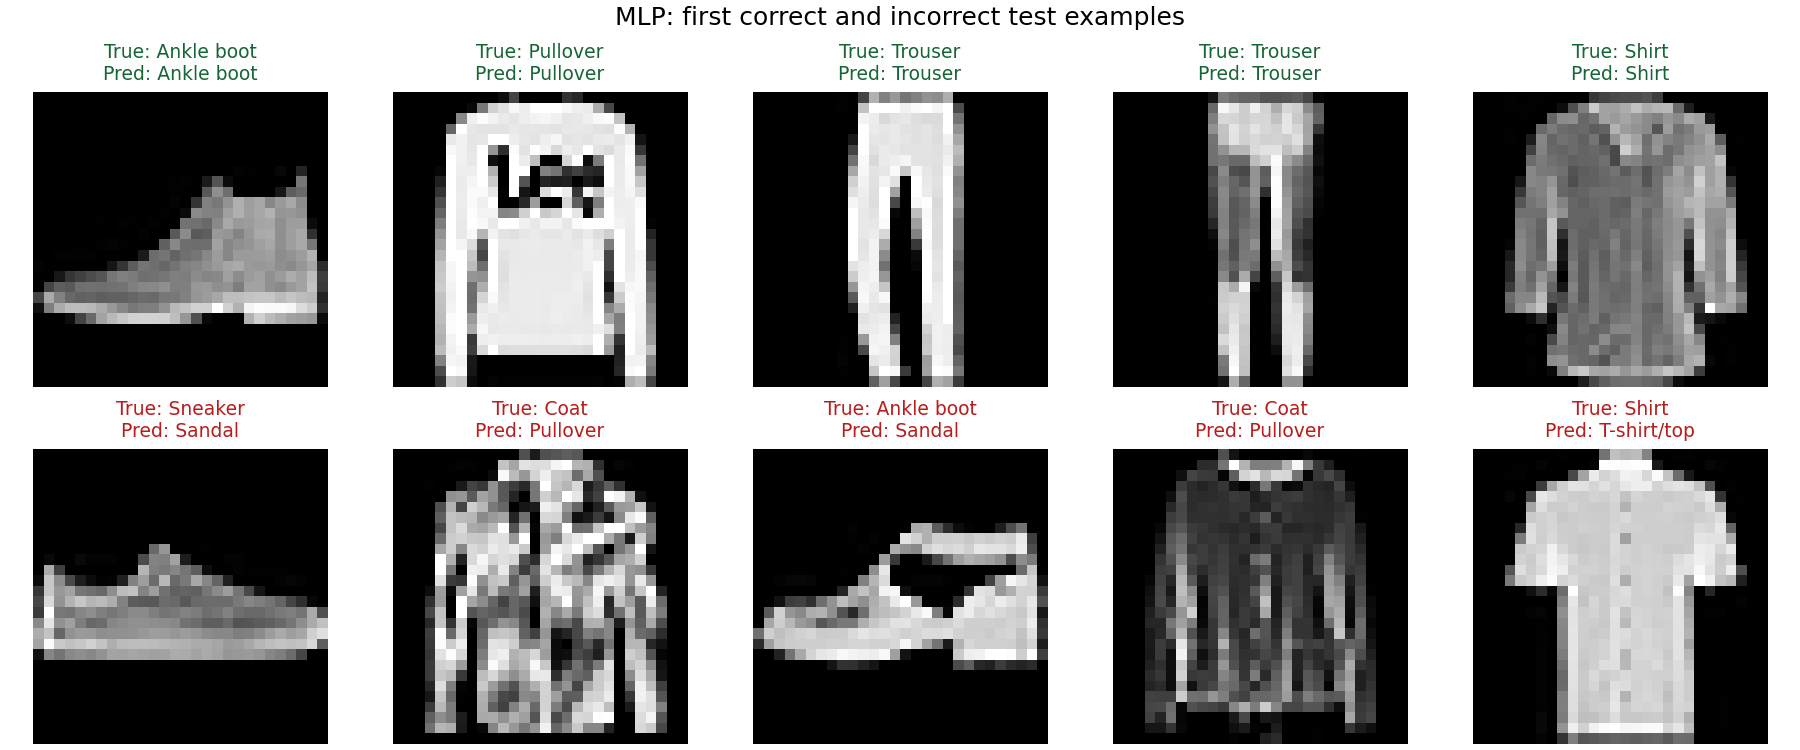 MLP: first correct and incorrect test examples
True: Ankle boot
Pred: Ankle boot
True: Pullover
Pred: Pullover
True: Trouser
Pred: Trouser
True: Trouser
Pred: Trouser
True: Shirt
Pred: Shirt
True: Sneaker
Pred: Sandal
True: Coat
Pred: Pullover
True: Ankle boot
Pred: Sandal
True: Coat
Pred: Pullover
True: Shirt
Pred: T-shirt/top